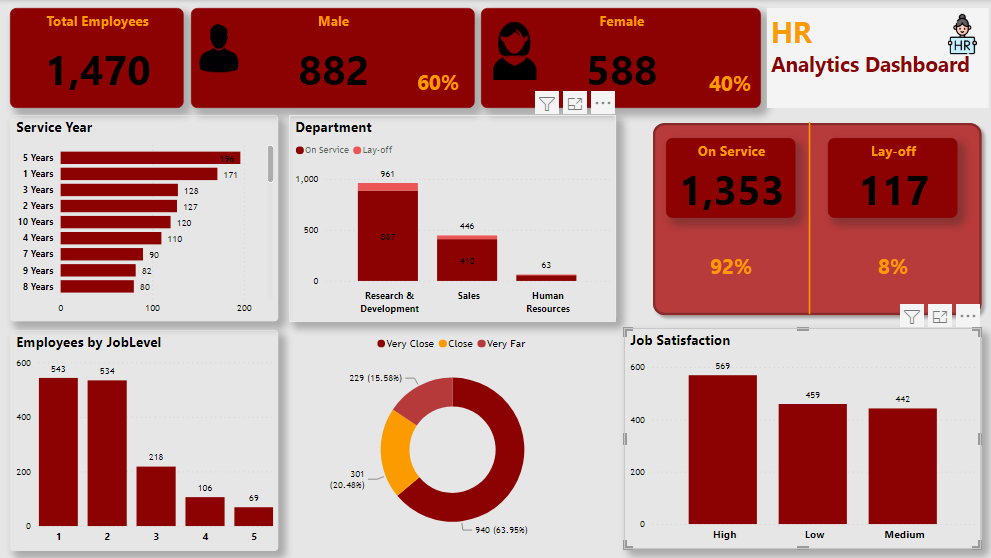 Total Employees
1,470
Male
882
60%
Female
588
40%
HR
Analytics Dashboard
HR
Service Year
5 Years
196
1 Year
171
3 Years
128
2 Years
127
10 Years
120
4 Years
110
7 Years
90
9 Years
82
8 Years
80
0
100
200
Department
On Service
Lay-off
1,000
500
0
961
887
446
410
63
Research &
Development
Sales
Human
Resources
On Service
1,353
92%
Lay-off
117
8%
Employees by JobLevel
600
400
200
0
543
534
218
106
69
1
2
3
4
5
Very Close
Close
Very Far
229 (15.58%)
301
(20.48%)
940 (63.95%)
Job Satisfaction
600
400
200
0
569
459
442
High
Low
Medium